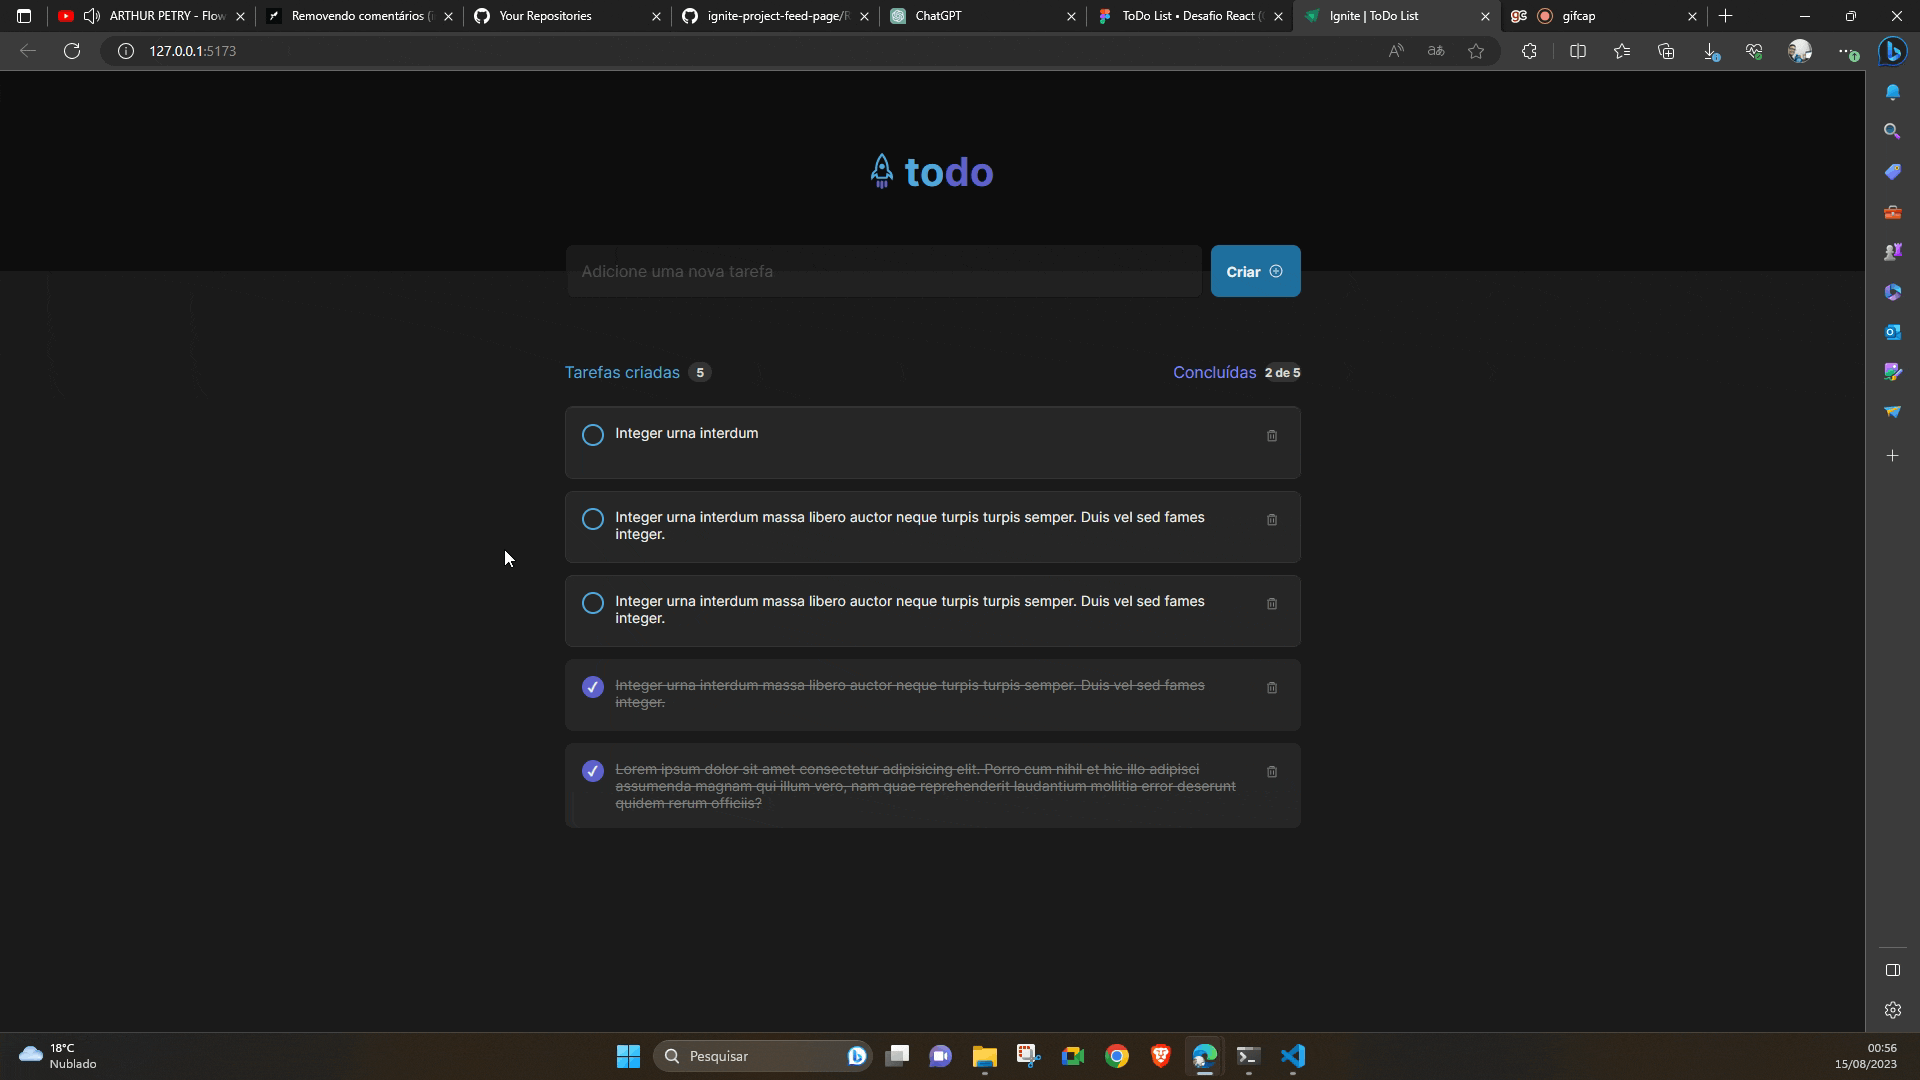 ARTHUR PETRY - Flow
Removendo comentários (
Your Repositories
ignite-project-feed-page/R
ChatGPT
ToDo List • Desafio React (
Ignite | ToDo List
gc
gifcap
127.0.0.1:5173
todo
Adicione uma nova tarefa
Criar
Tarefas criadas 5
Concluídas 2 de 5
Integer urna interdum
Integer urna interdum massa libero auctor neque turpis turpis semper. Duis vel sed fames
integer.
Integer urna interdum massa libero auctor neque turpis turpis semper. Duis vel sed fames
integer.
Integer urna interdum massa libero auctor neque turpis turpis semper. Duis vel sed fames
integer.
Lorem ipsum dolor sit amet consectetur adipisicing elit. Porro cum nihil et hic illo adipisci
assumenda magnam qui illum vero, nam quae reprehenderit laudantium mollitia error deserunt
quidem rerum officiis?
18°C
Nublado
Pesquisar
00:56
15/08/2023